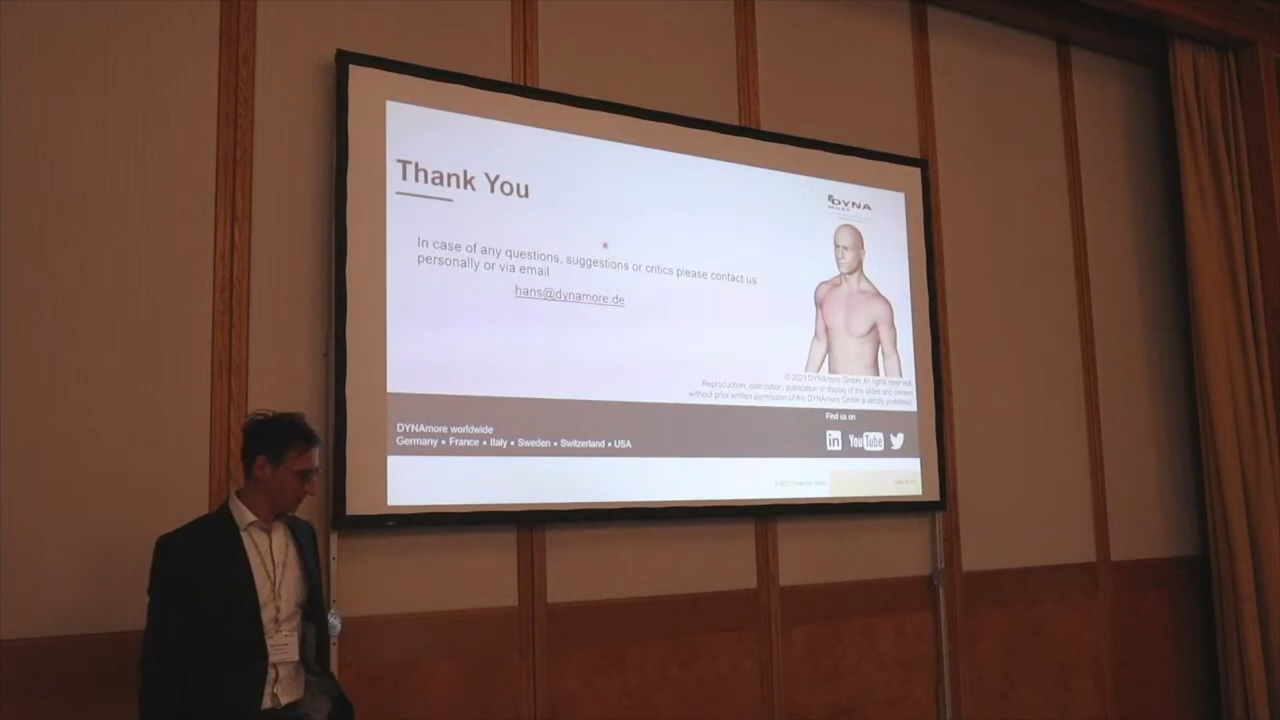 Thank You
DYNA
MORE
In case of any questions, suggestions or critics please contact us
personally or via email
hans@dynamore.de
© 2023 DYNAmore GmbH. All rights reserved.
Reproduction, distribution, publication or display of the slides and content
without prior written permission of the DYNAmore GmbH is strictly prohibited
Find us on
DYNAmore worldwide
Germany ▪ France ▪ Italy ▪ Sweden ▪ Switzerland ▪ USA
in YouTube